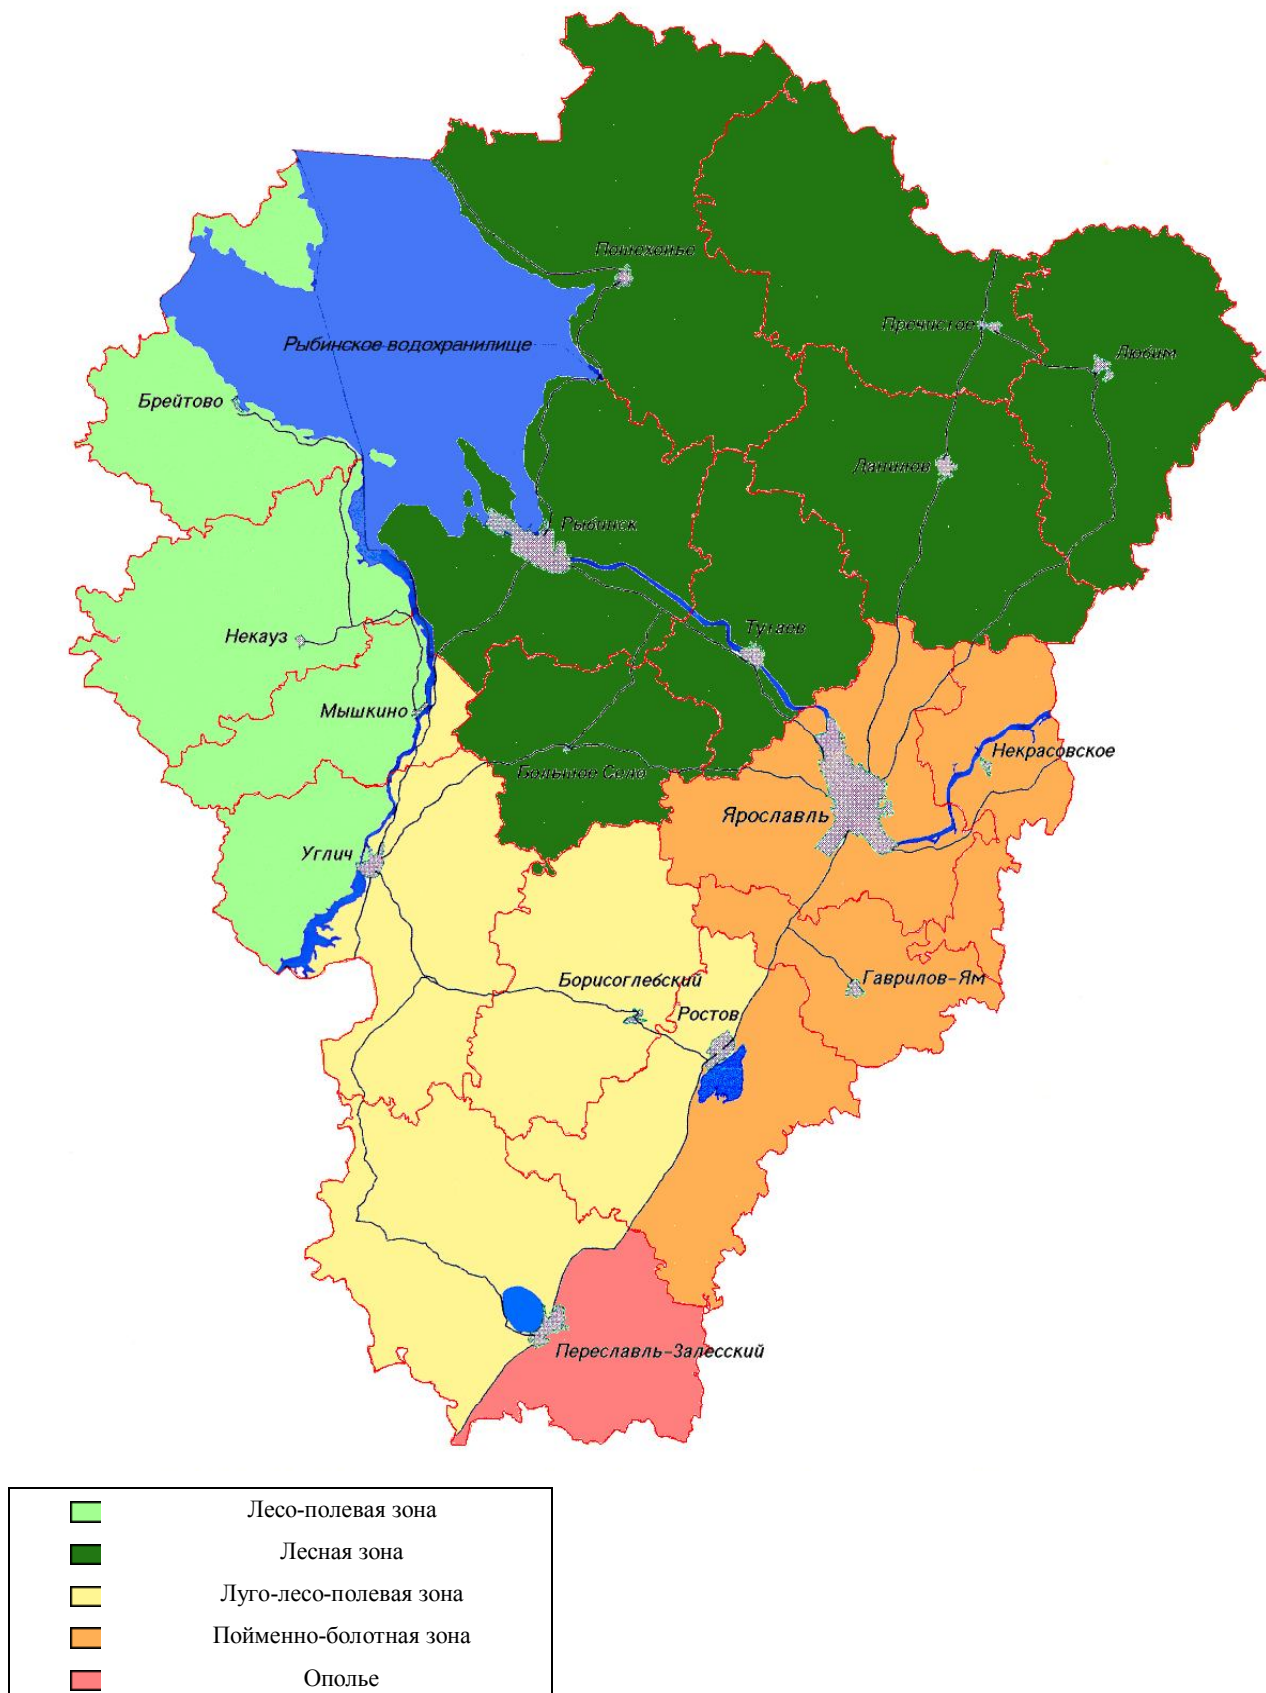 Пошехонье
Пречистое
Любим
Рыбинское водохранилище
Брейтово
Данилов
Рыбинск
Некауз
Тутаев
Мышкино
Некрасовское
Большое Село
Ярославль
Углич
Борисоглебский
Гаврилов-Ям
Ростов
Переславль-Залесский
Лесо-полевая зона
Лесная зона
Луго-лесо-полевая зона
Пойменно-болотная зона
Ополье